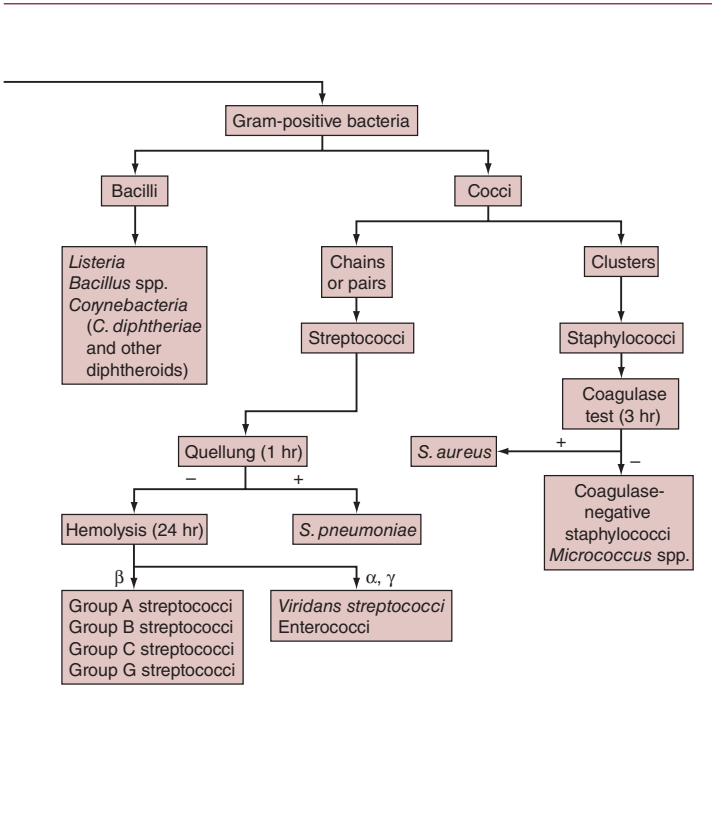 Gram-positive bacteria
Bacilli
Cocci
Listeria
Bacillus spp.
Corynebacteria
(C. diphtheriae
and other
diphtheroids)
Chains
or pairs
Clusters
Streptococci
Staphylococci
Coagulase
test (3 hr)
Quellung (1 hr)
S. aureus
+
–
Coagulase-
negative
staphylococci
Micrococcus spp.
–
+
Hemolysis (24 hr)
S. pneumoniae
β
α, γ
Group A streptococci
Group B streptococci
Group C streptococci
Group G streptococci
Viridans streptococci
Enterococci